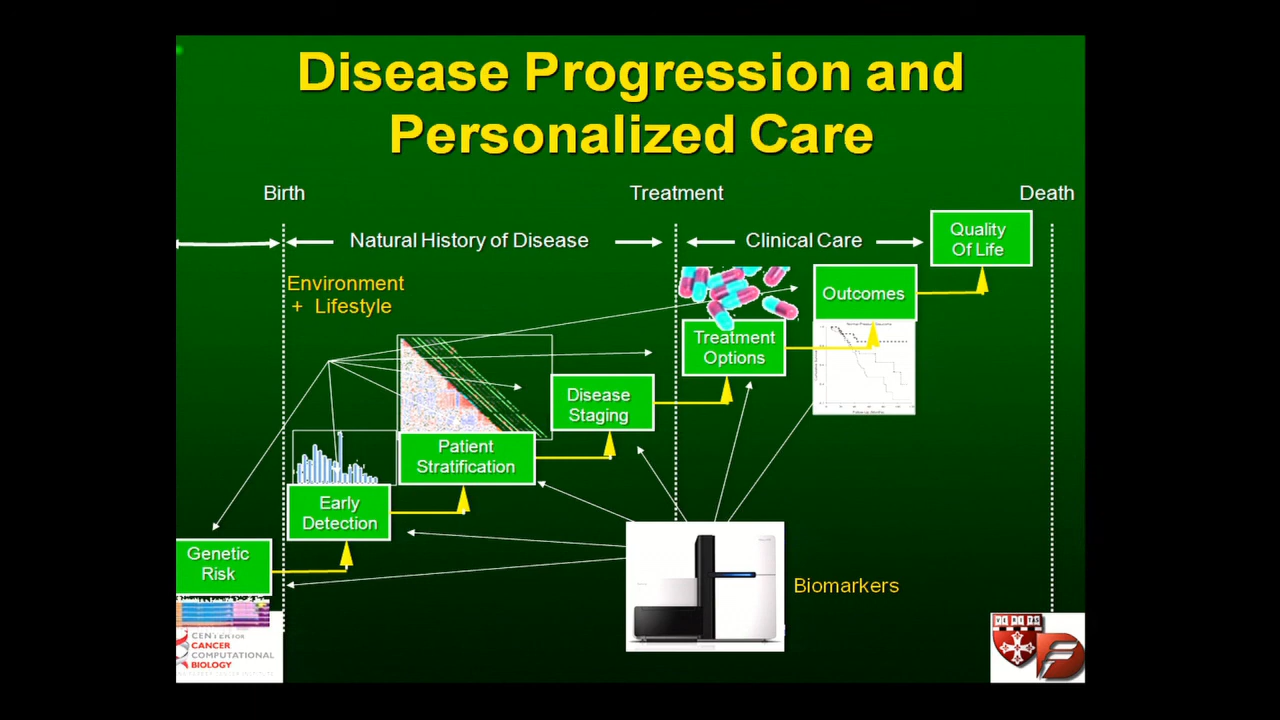 Disease Progression and
Personalized Care
Birth
Treatment
Death
Natural History of Disease
Clinical Care
Quality
Of Life
Environment
+ Lifestyle
Outcomes
Treatment
Options
Disease
Staging
Patient
Stratification
Early
Detection
Genetic
Risk
Biomarkers
CENTER FOR
CANCER
COMPUTATIONAL
BIOLOGY